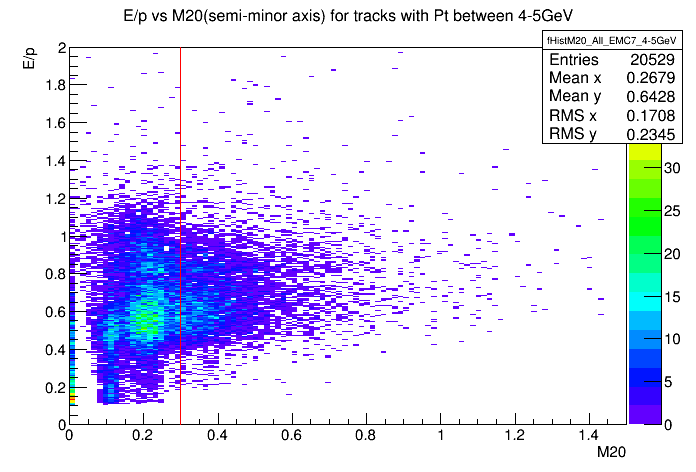 E/p vs M20(semi-minor axis) for tracks with Pt between 4-5GeV
fHistM20_All_EMC7_4-5GeV
Entries 20529
Mean x 0.2679
Mean y 0.6428
RMS x 0.1708
RMS y 0.2345
E/p
2
1.8
1.6
1.4
1.2
1
0.8
0.6
0.4
0.2
0
0 0.2 0.4 0.6 0.8 1 1.2 1.4
M20
30
25
20
15
10
5
0